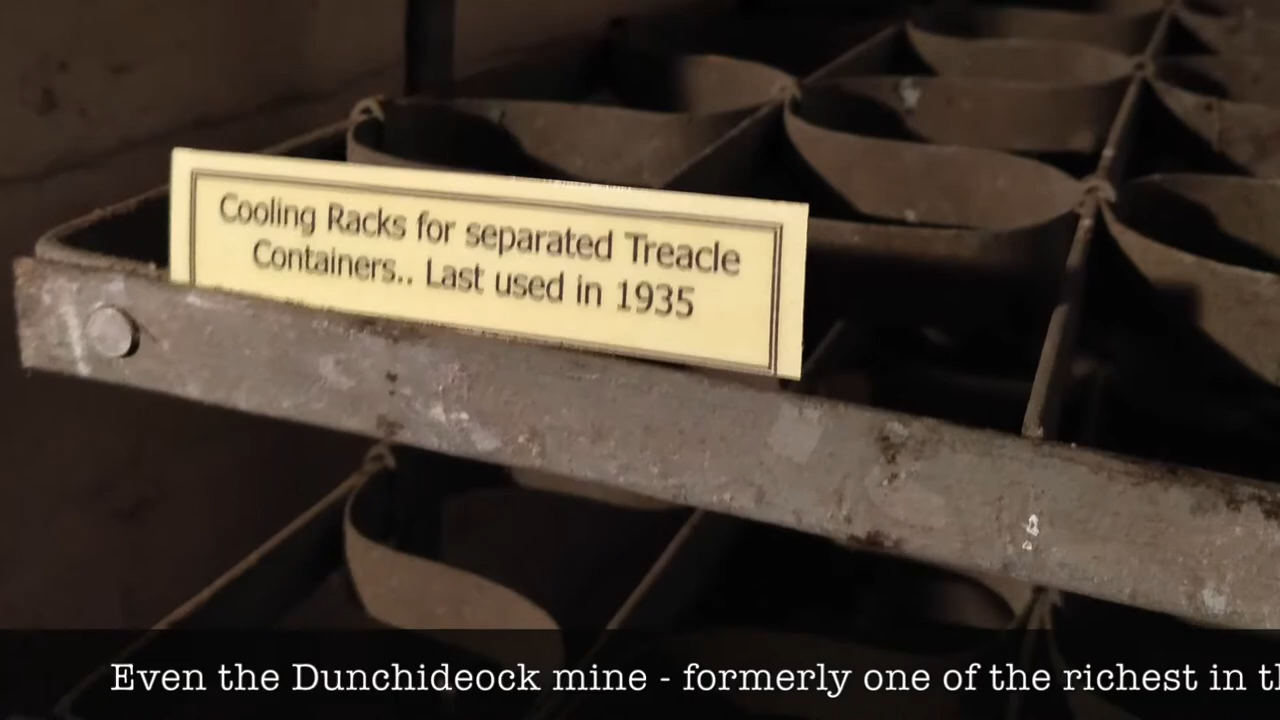 Cooling Racks for separated Treacle
Containers.. Last used in 1935
Even the Dunchideock mine - formerly one of the richest in